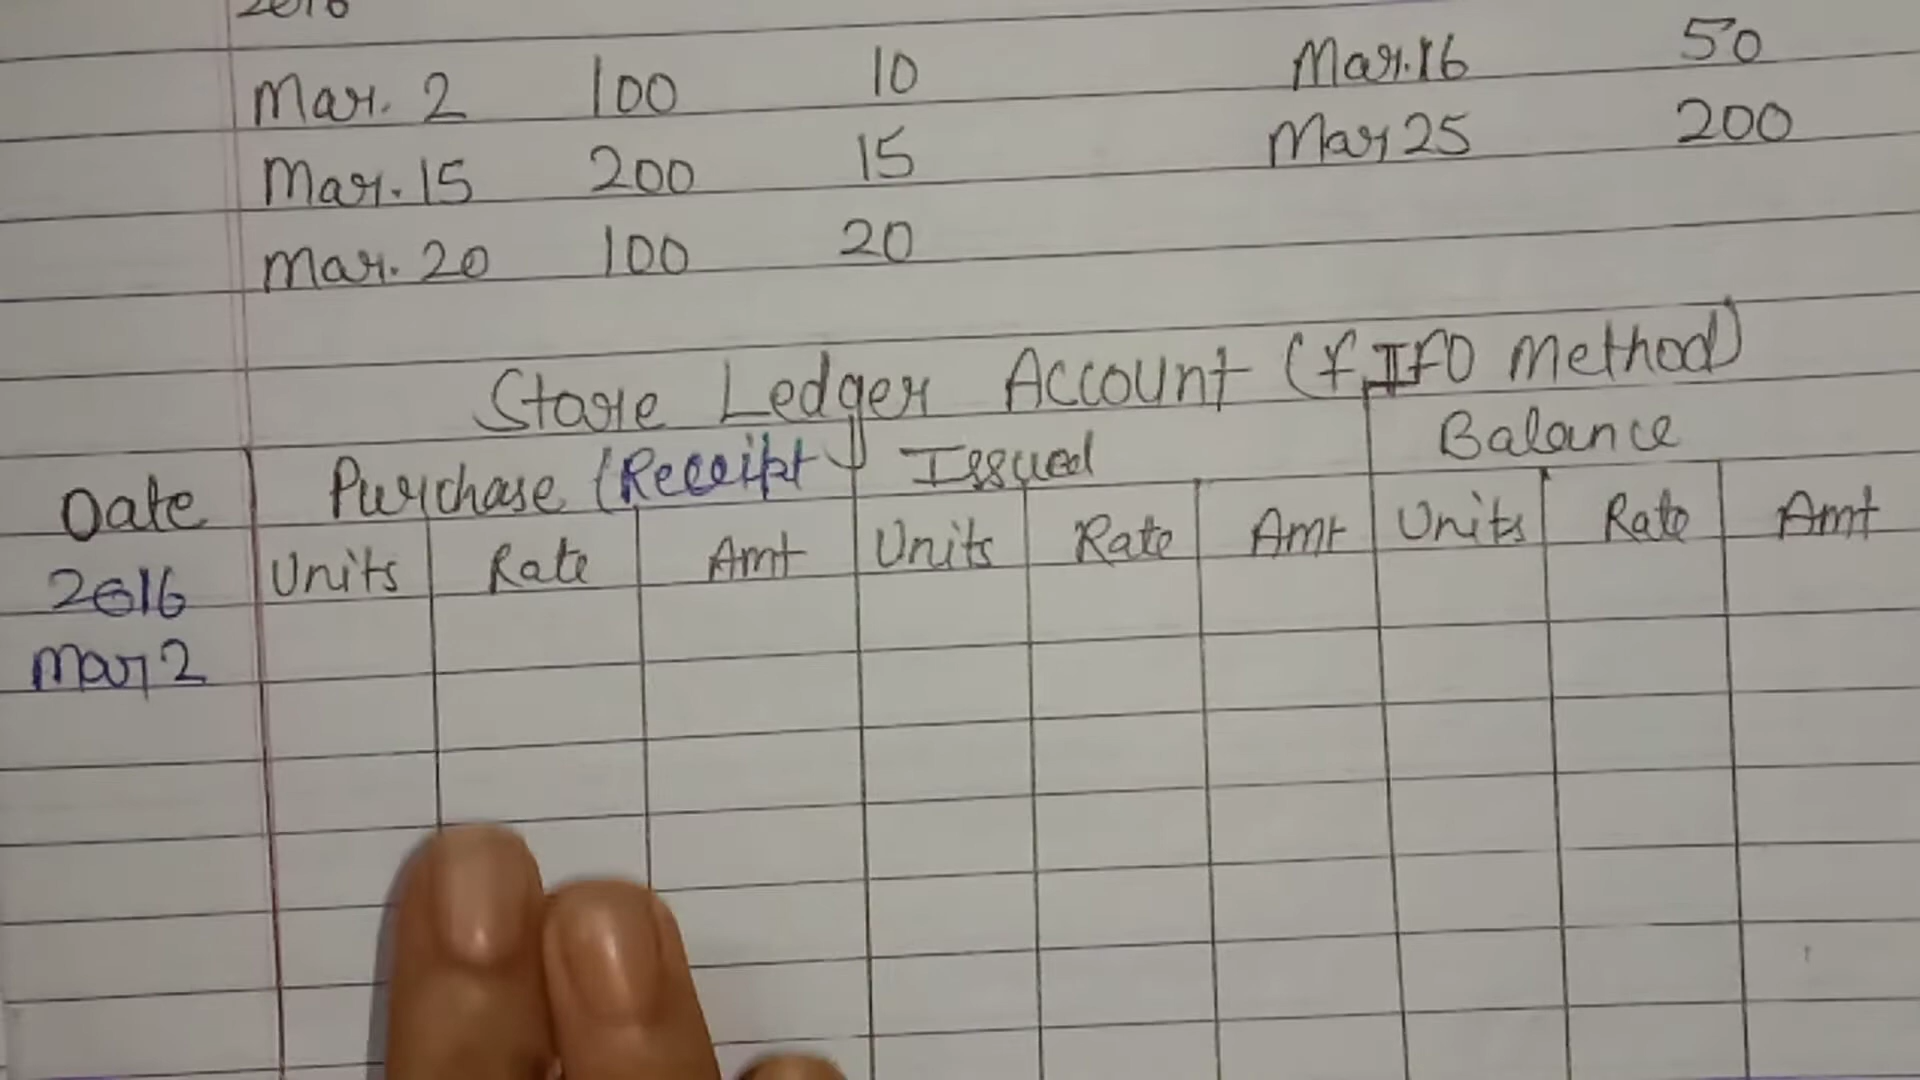 2016
Mar. 2 100 10 Mar.16 50
Mar. 15 200 15 Mar 25 200
Mar. 20 100 20
Store Ledger Account (FIFO Method)
Date Purchase (Receipt) Issued Balance
2016 Units Rate Amt Units Rate Amt Units Rate Amt
Mar 2